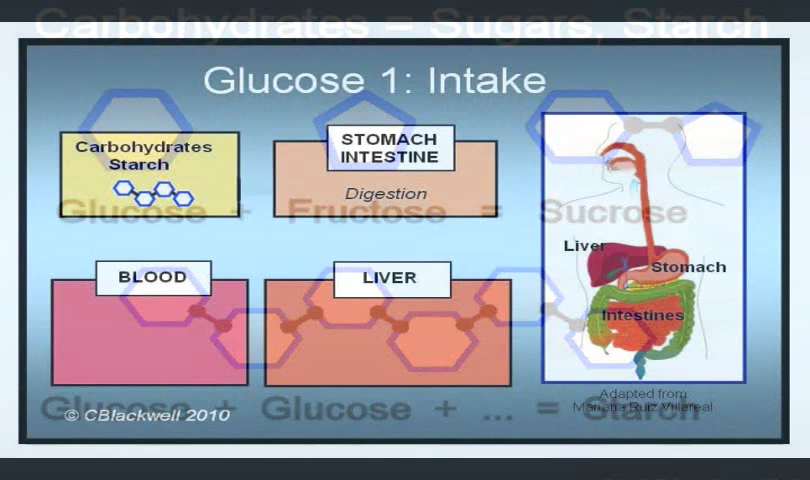 Carbohydrates = Sugars, Starch
Glucose 1: Intake
Carbohydrates
Starch
STOMACH
INTESTINE
Digestion
Glucose + Fructose = Sucrose
Liver
Stomach
BLOOD
LIVER
Intestines
Glucose + Glucose + ... = Starch
© CBlackwell 2010
Adapted from:
Mariana Ruiz Villareal